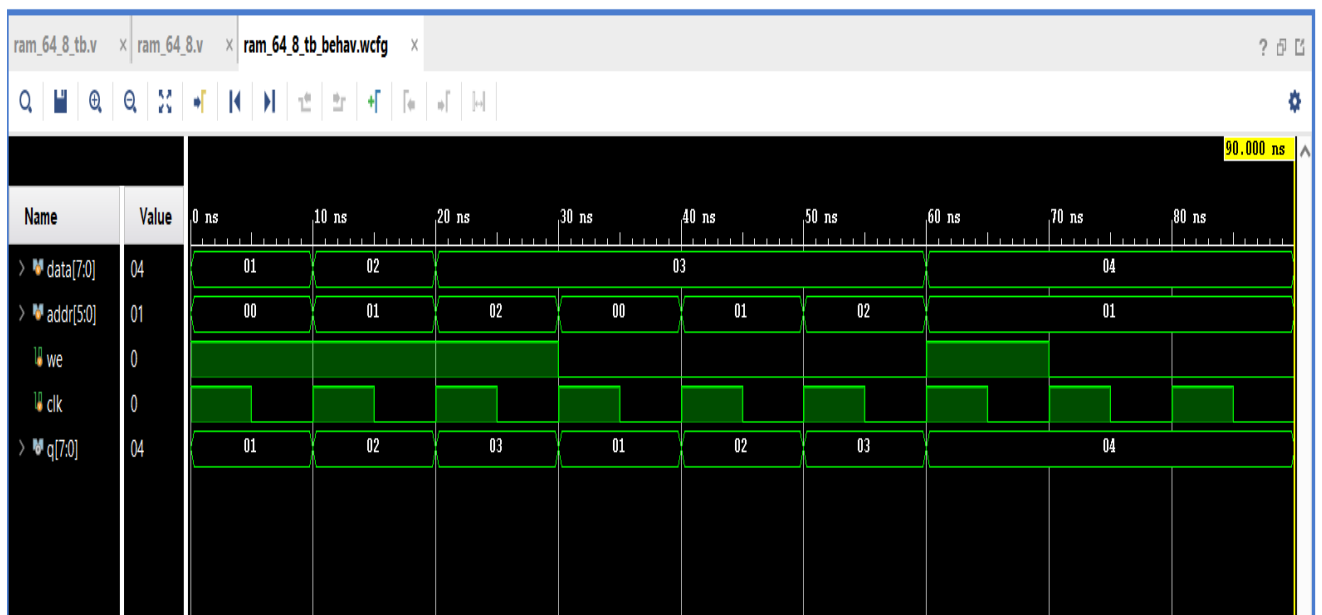 ram_64_8_tb.v × ram_64_8.v × ram_64_8_tb_behav.wcfg × ?
90.000 ns
Name Value 0 ns 10 ns 20 ns 30 ns 40 ns 50 ns 60 ns 70 ns 80 ns
data[7:0] 04 01 02 03 04
addr[5:0] 01 00 01 02 00 01 02 01
we 0
clk 0
q[7:0] 04 01 02 03 01 02 03 04